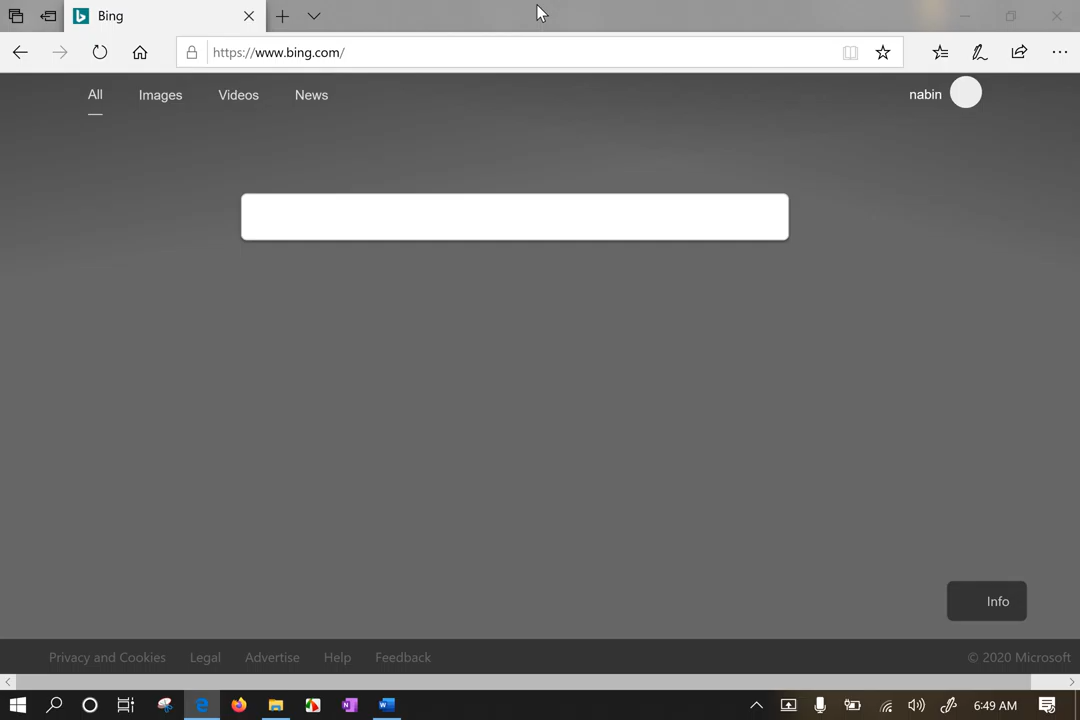 Bing
https://www.bing.com/
All Images Videos News nabin
Info
Privacy and Cookies Legal Advertise Help Feedback © 2020 Microsoft
6:49 AM